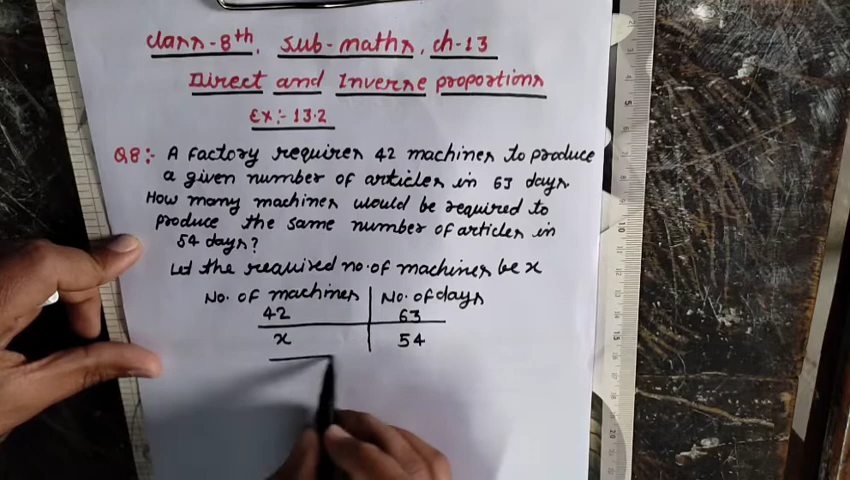 class-8th, sub-maths, ch-13
Direct and Inverse proportions
Ex:- 13.2
Q8:- A factory requires 42 machines to produce
a given number of articles in 63 days.
How many machines would be required to
produce the same number of articles in
54 days?
Let the required no. of machines be x
No. of machines | No. of days
42 | 63
x | 54